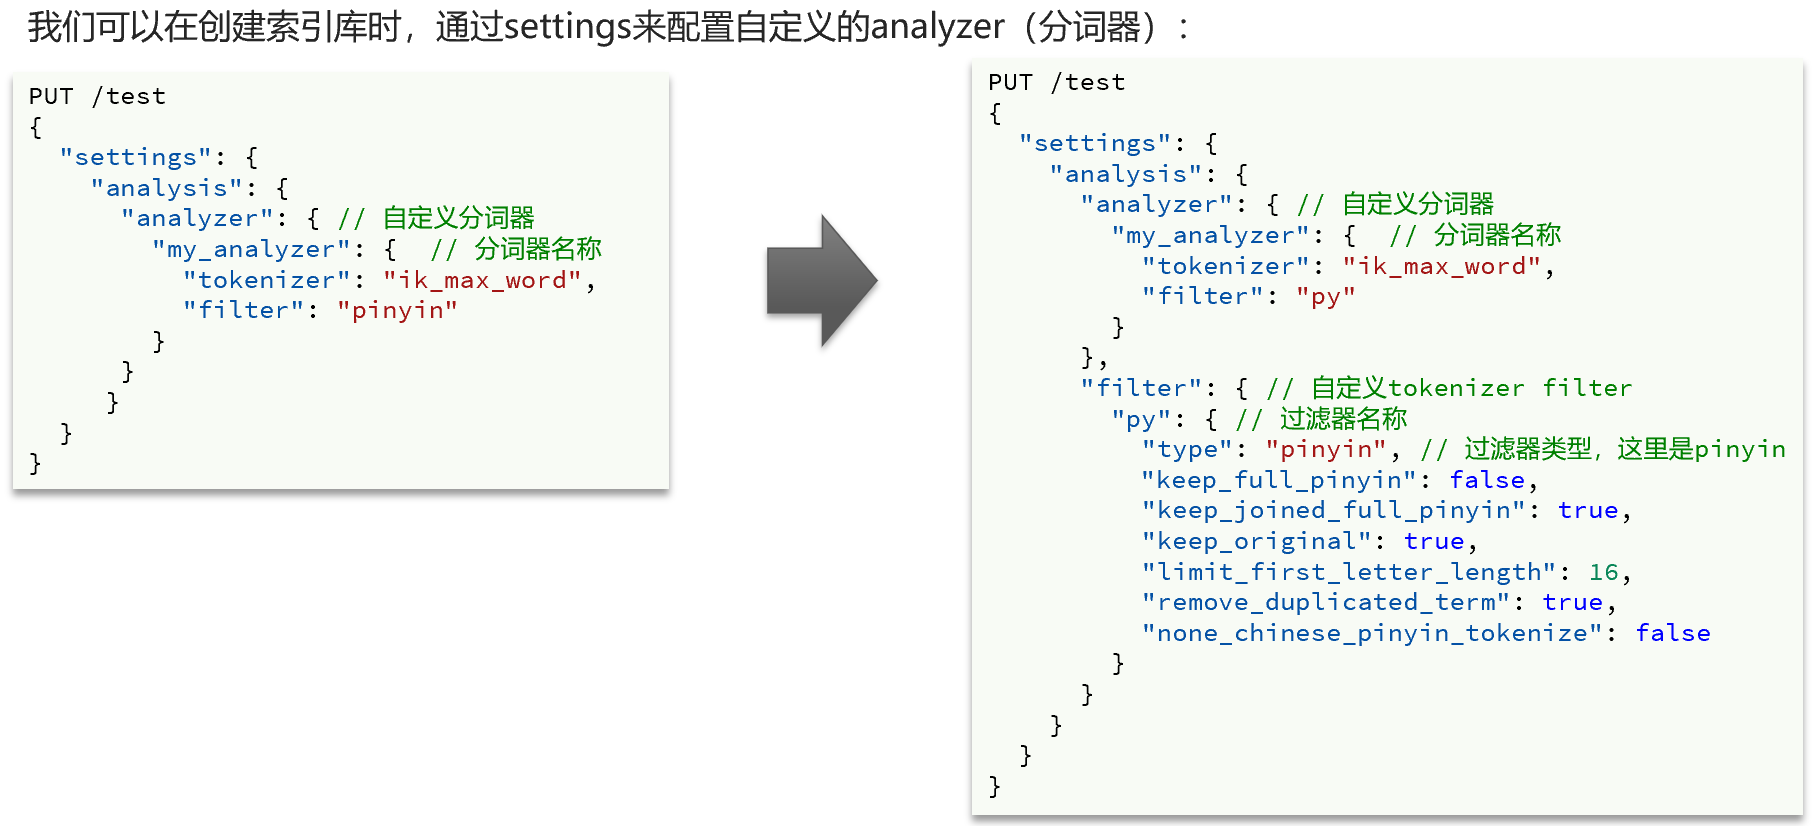 我们可以在创建索引库时，通过settings来配置自定义的analyzer（分词器）：
PUT /test
{
  "settings": {
    "analysis": {
      "analyzer": { // 自定义分词器
        "my_analyzer": {  // 分词器名称
          "tokenizer": "ik_max_word",
          "filter": "pinyin"
        }
      }
     }
  }
}
PUT /test
{
  "settings": {
    "analysis": {
      "analyzer": { // 自定义分词器
        "my_analyzer": {  // 分词器名称
          "tokenizer": "ik_max_word",
          "filter": "py"
        }
      },
      "filter": { // 自定义tokenizer filter
        "py": { // 过滤器名称
          "type": "pinyin", // 过滤器类型，这里是pinyin
          "keep_full_pinyin": false,
          "keep_joined_full_pinyin": true,
          "keep_original": true,
          "limit_first_letter_length": 16,
          "remove_duplicated_term": true,
          "none_chinese_pinyin_tokenize": false
        }
      }
    }
  }
}